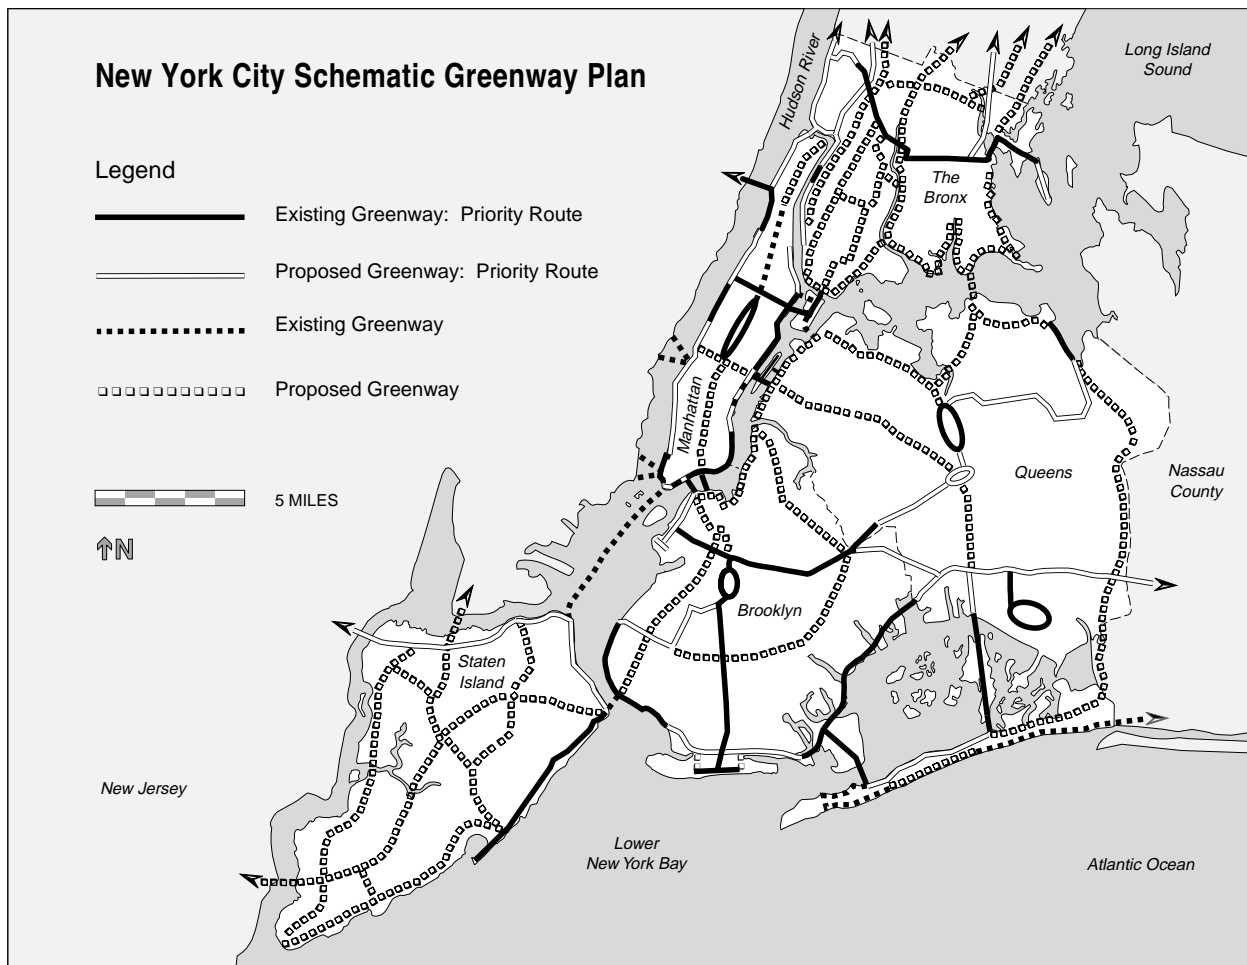 New York City Schematic Greenway Plan
Legend
Existing Greenway: Priority Route
Proposed Greenway: Priority Route
Existing Greenway
Proposed Greenway
5 MILES
N
Hudson River
Long Island
Sound
The
Bronx
Manhattan
Queens
Nassau
County
Brooklyn
Staten
Island
New Jersey
Lower
New York Bay
Atlantic Ocean